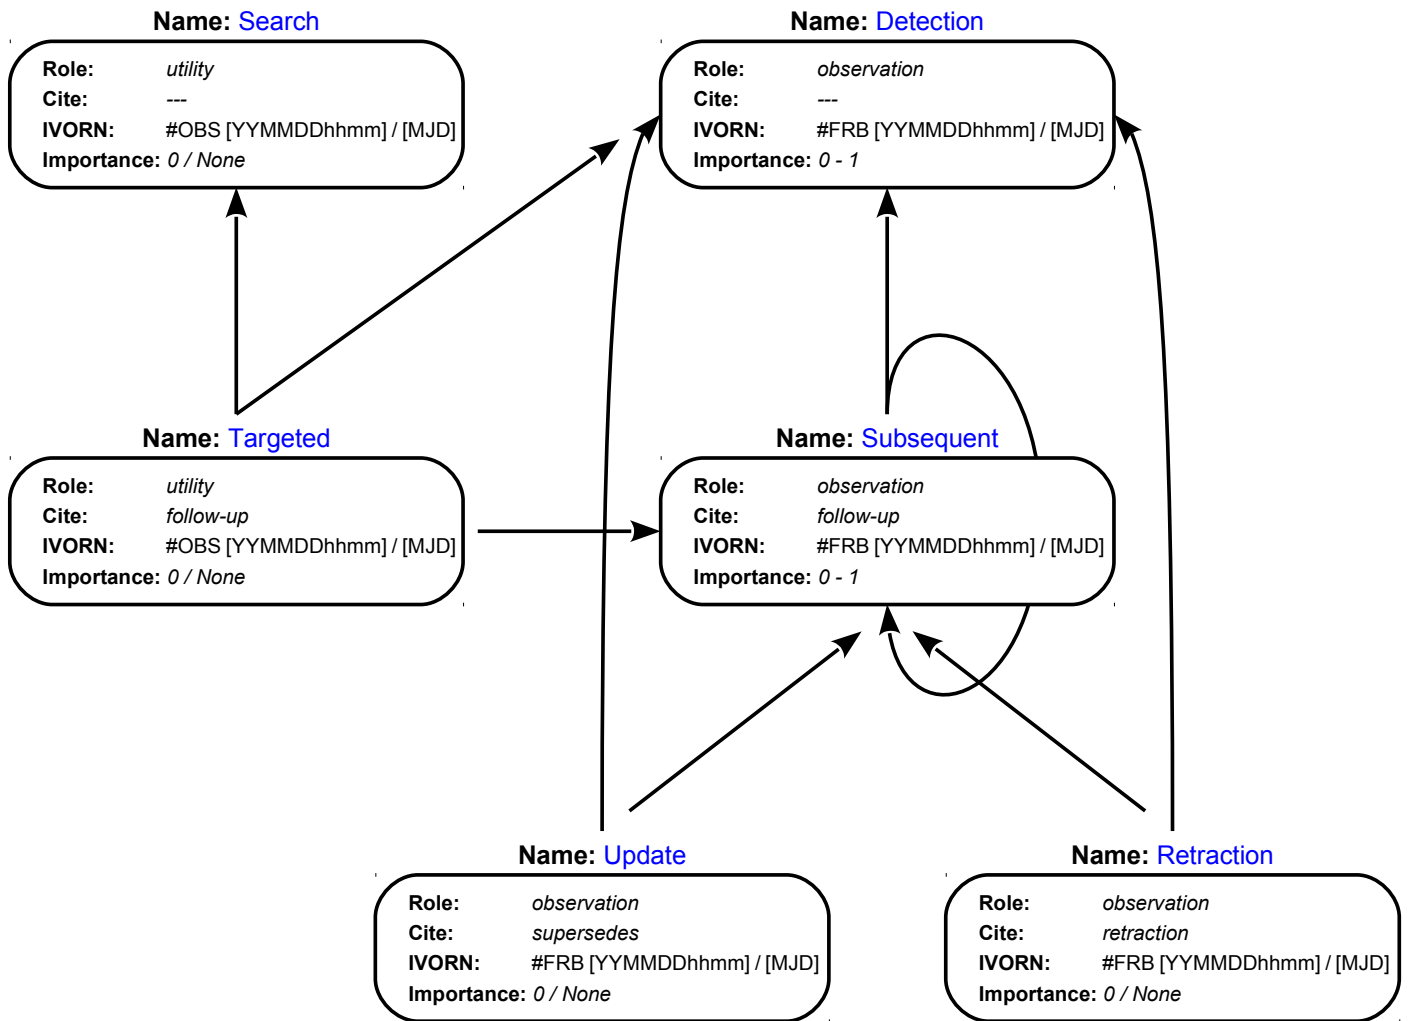 Name: Search
Role: utility
Cite: ---
IVORN: #OBS [YYMMDDhhmm] / [MJD]
Importance: 0 / None
Name: Detection
Role: observation
Cite: ---
IVORN: #FRB [YYMMDDhhmm] / [MJD]
Importance: 0 - 1
Name: Targeted
Role: utility
Cite: follow-up
IVORN: #OBS [YYMMDDhhmm] / [MJD]
Importance: 0 / None
Name: Subsequent
Role: observation
Cite: follow-up
IVORN: #FRB [YYMMDDhhmm] / [MJD]
Importance: 0 - 1
Name: Update
Role: observation
Cite: supersedes
IVORN: #FRB [YYMMDDhhmm] / [MJD]
Importance: 0 / None
Name: Retraction
Role: observation
Cite: retraction
IVORN: #FRB [YYMMDDhhmm] / [MJD]
Importance: 0 / None